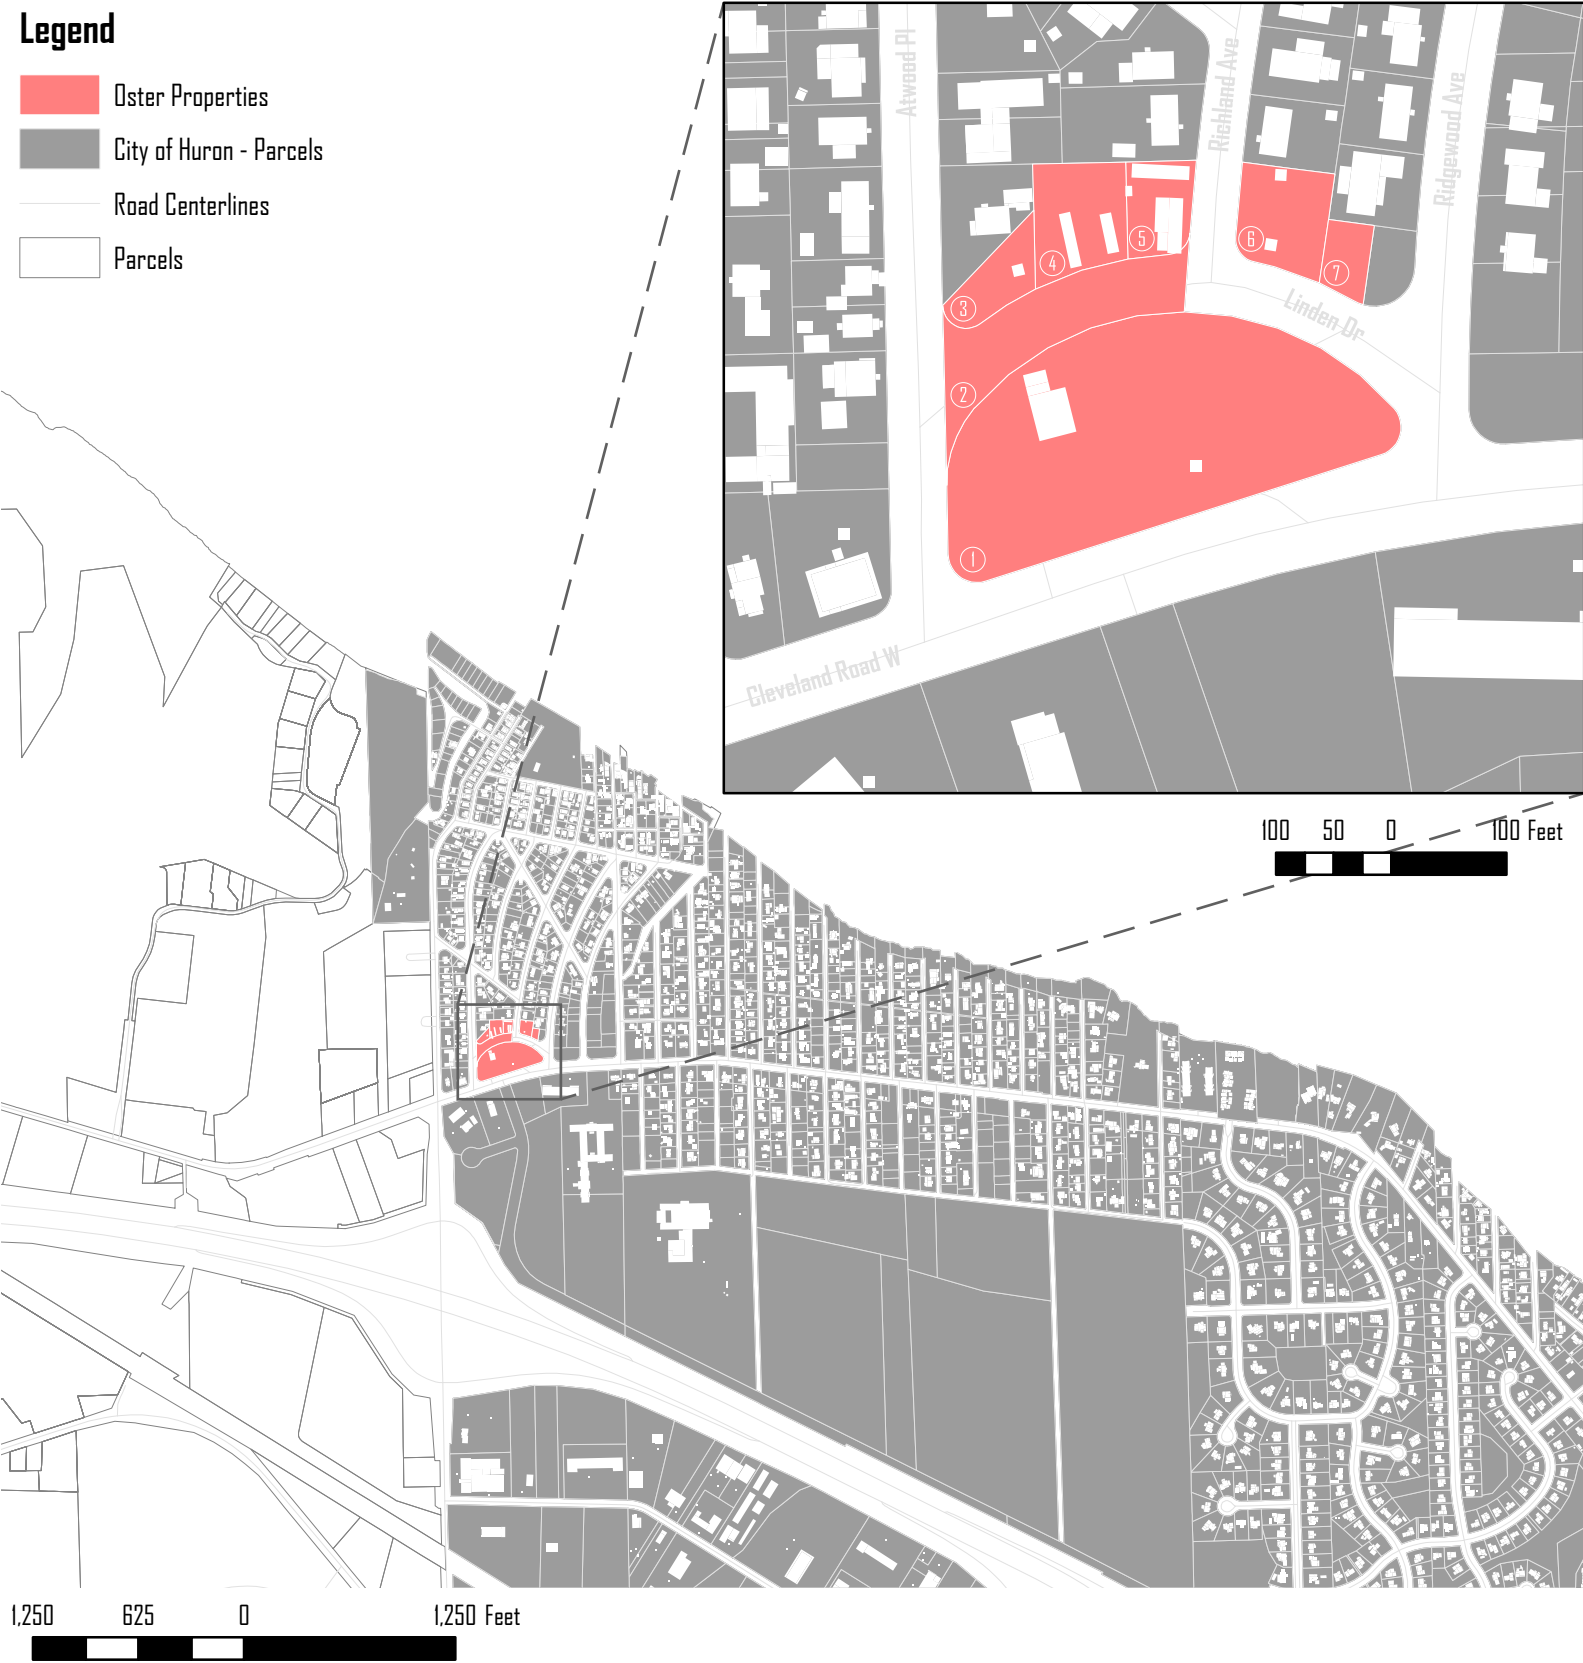 Legend
Oster Properties
City of Huron - Parcels
Road Centerlines
Parcels
Atwood Pl
Richland Ave
Ridgewood Ave
5
4
6
7
3
Linden Dr
2
1
Cleveland Road W
100 50 0 100 Feet
1,250 625 0 1,250 Feet